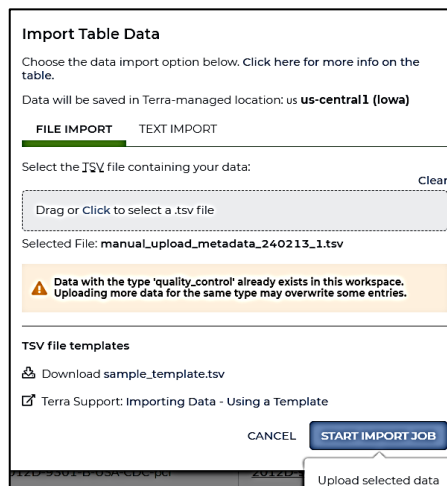 Import Table Data
Choose the data import option below. Click here for more info on the
table.
Data will be saved in Terra-managed location: us us-central1 (Iowa)
FILE IMPORT TEXT IMPORT
Select the TSV file containing your data:
Clear
Drag or Click to select a .tsv file
Selected File: manual_upload_metadata_240213_1.tsv
Data with the type 'quality_control' already exists in this workspace.
Uploading more data for the same type may overwrite some entries.
TSV file templates
Download sample_template.tsv
Terra Support: Importing Data - Using a Template
CANCEL START IMPORT JOB
Upload selected data